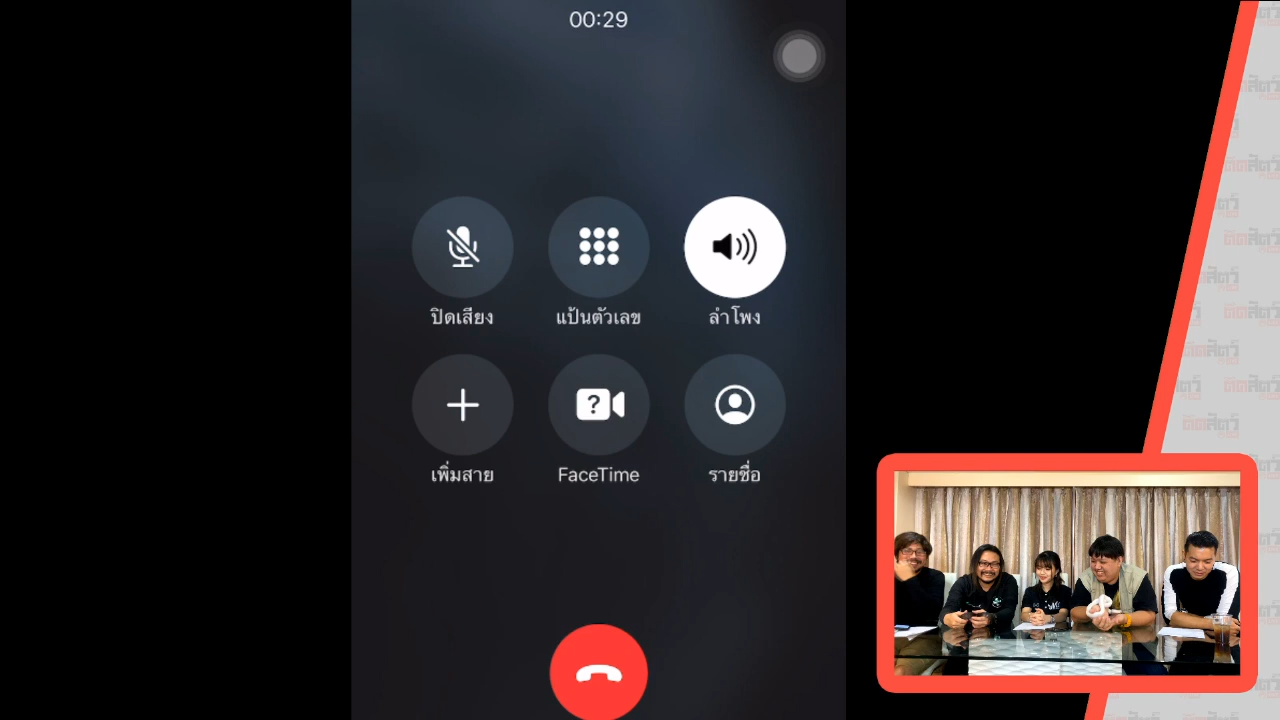 00:29
ปิดเสียง
แป้นตัวเลข
ลำโพง
?
เพิ่มสาย
FaceTime
รายชื่อ